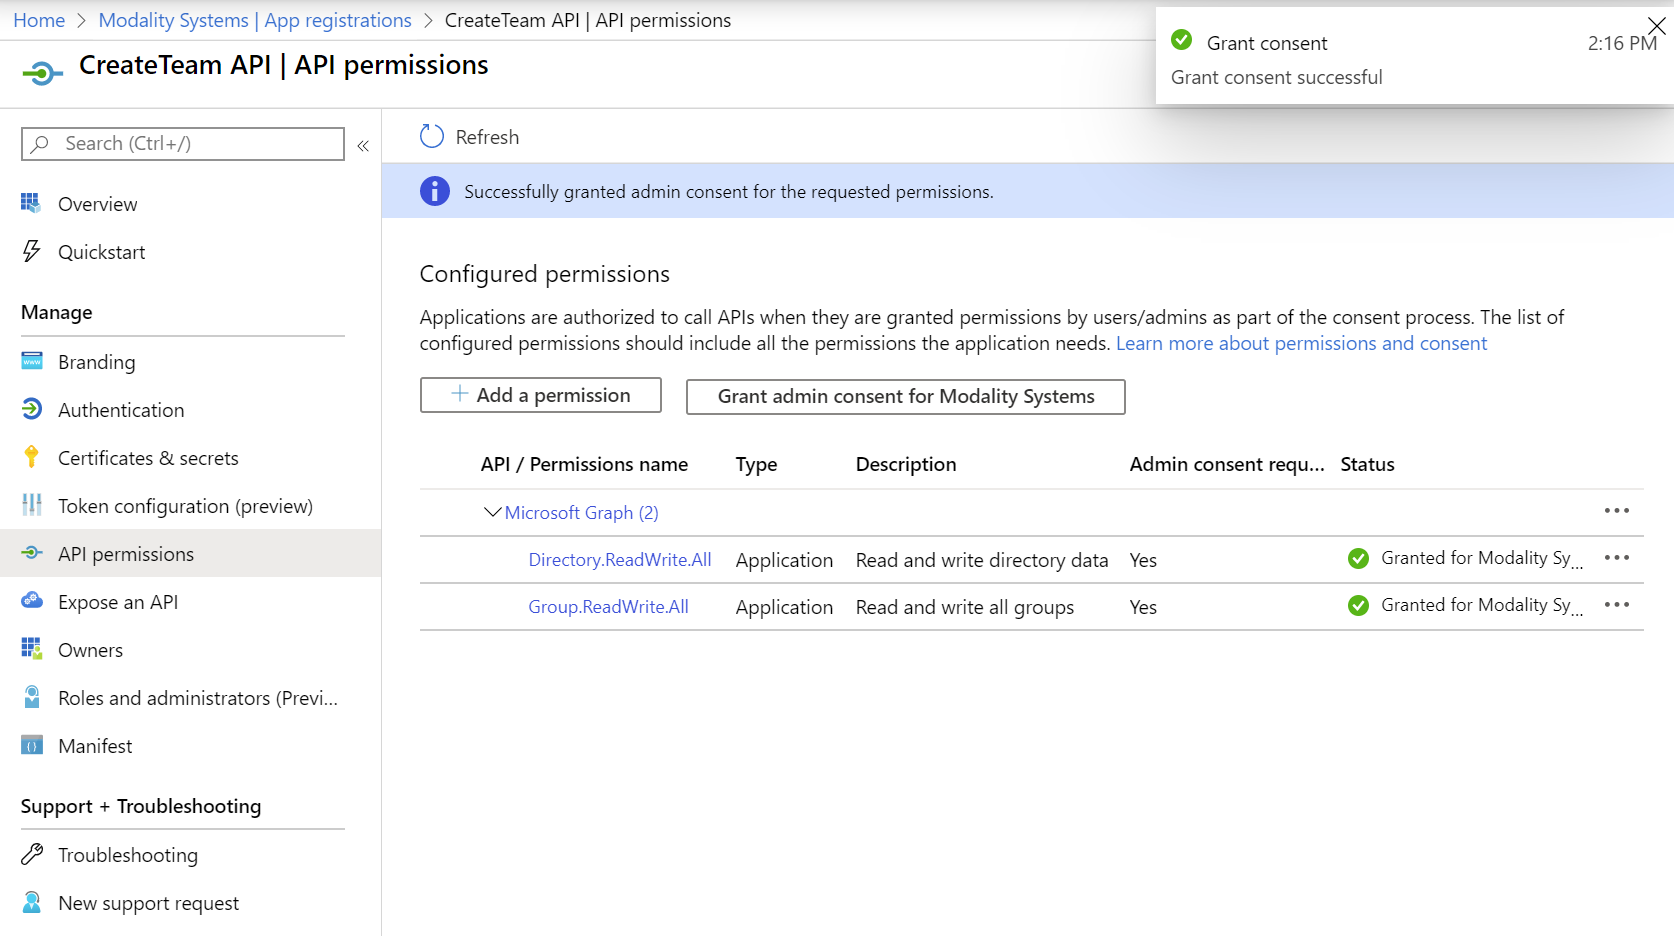 Home > Modality Systems | App registrations > CreateTeam API | API permissions
CreateTeam API | API permissions
Grant consent 2:16 PM
Grant consent successful
Search (Ctrl+/) «
Overview
Quickstart
Manage
Branding
Authentication
Certificates & secrets
Token configuration (preview)
API permissions
Expose an API
Owners
Roles and administrators (Previ...
Manifest
Support + Troubleshooting
Troubleshooting
New support request
Refresh
Successfully granted admin consent for the requested permissions.
Configured permissions
Applications are authorized to call APIs when they are granted permissions by users/admins as part of the consent process. The list of
configured permissions should include all the permissions the application needs. Learn more about permissions and consent
+ Add a permission Grant admin consent for Modality Systems
API / Permissions name Type Description Admin consent requ... Status
Microsoft Graph (2) ...
Directory.ReadWrite.All Application Read and write directory data Yes Granted for Modality Sy... ...
Group.ReadWrite.All Application Read and write all groups Yes Granted for Modality Sy... ...